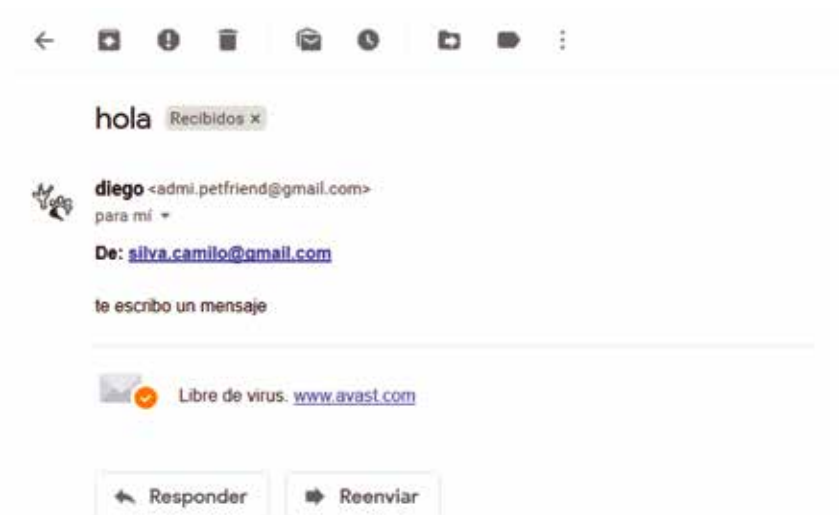 hola Recibidos x
diego <admi.petfriend@gmail.com>
para mí
De: silva.camilo@gmail.com
te escribo un mensaje
Libre de virus. www.avast.com
Responder Reenviar